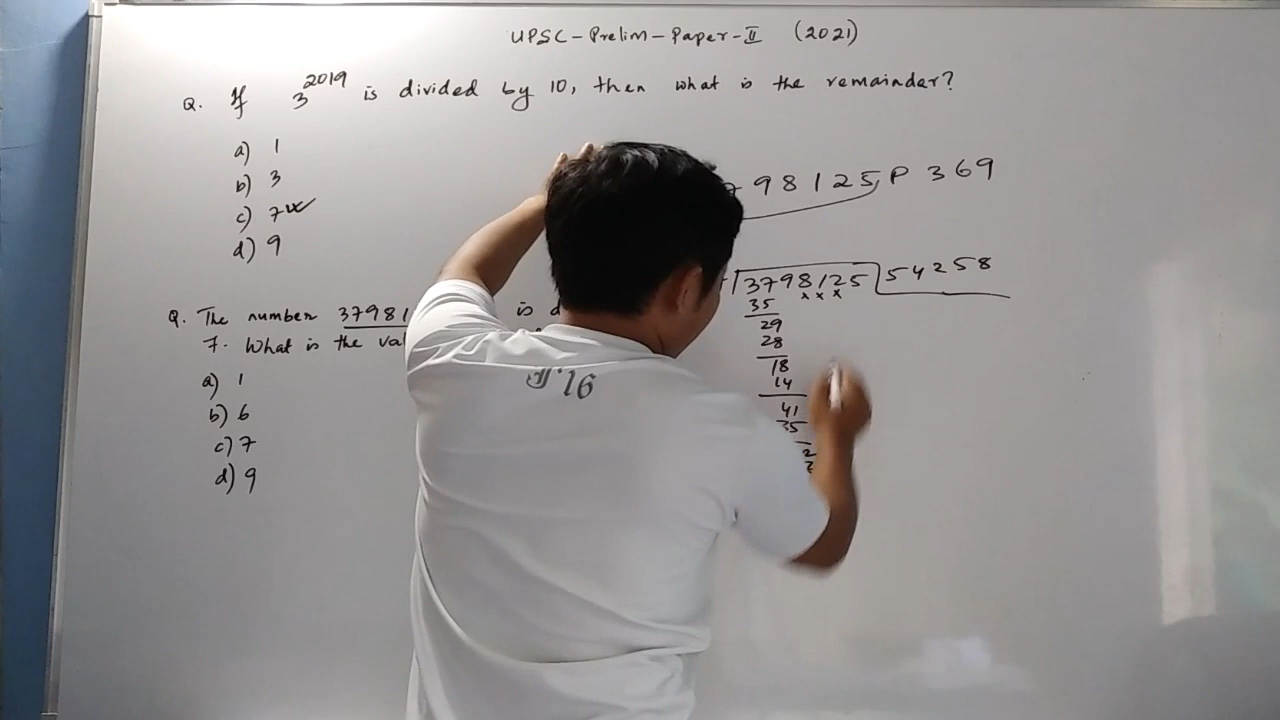 UPSC-Prelim-Paper-II (2021)
Q. If 3^2019 is divided by 10, then what is the remainder?
a) 1
b) 3
c) 7
d) 9
98125P369
3798125 54258
35
29
28
18
14
41
35
Q. The number 37981 is
7. What is the
a) 1
b) 6
c) 7
d) 9